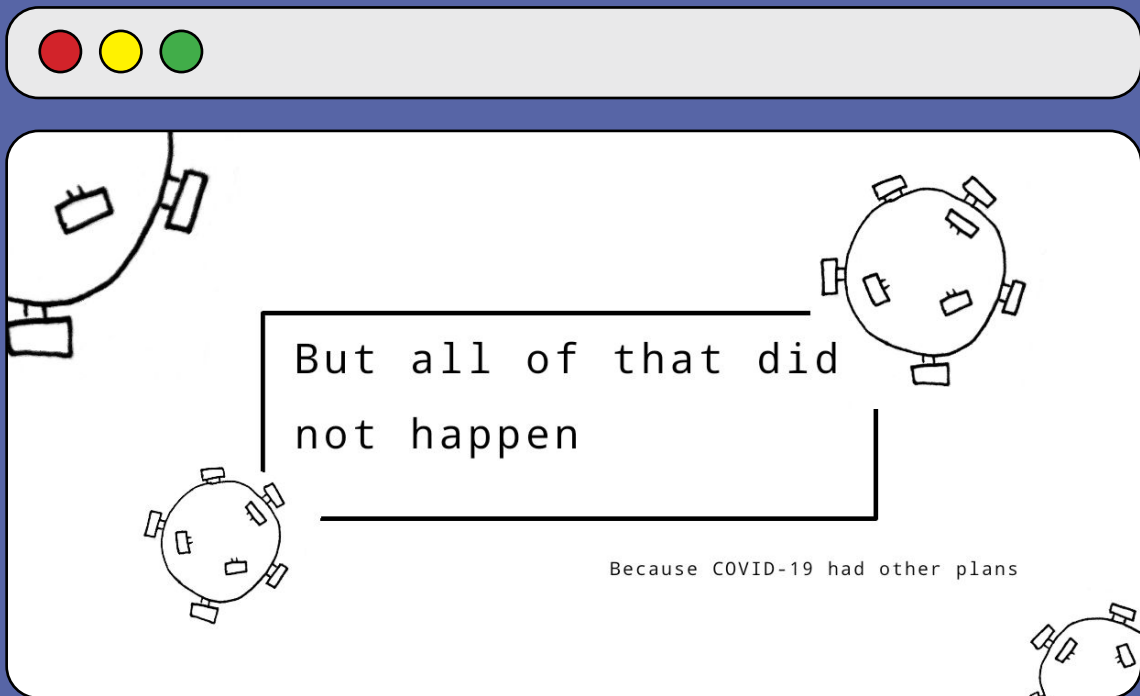 But all of that did
not happen
Because COVID-19 had other plans